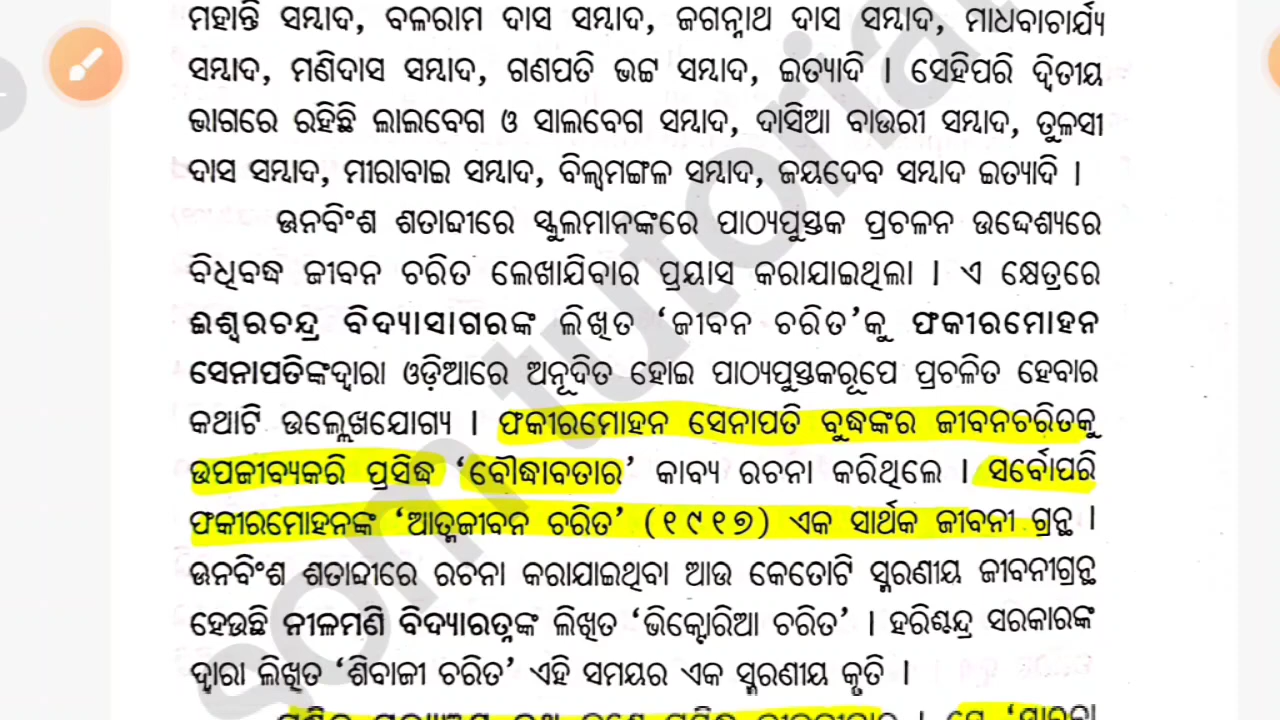 ମହାନ୍ତି ସମ୍ବାଦ, ବଳରାମ ଦାସ ସମ୍ବାଦ, ଜଗନ୍ନାଥ ଦାସ ସମ୍ବାଦ, ମାଧବାଚାର୍ଯ୍ୟ
ସମ୍ବାଦ, ମଣିଦାସ ସମ୍ବାଦ, ଗଣପତି ଭଟ୍ଟ ସମ୍ବାଦ, ଇତ୍ୟାଦି । ସେହିପରି ଦ୍ୱିତୀୟ
ଭାଗରେ ରହିଛି ଲାଇବେଗ ଓ ସାଲବେଗ ସମ୍ବାଦ, ଦାସିଆ ବାଉରୀ ସମ୍ବାଦ, ତୁଳସୀ
ଦାସ ସମ୍ବାଦ, ମୀରାବାଇ ସମ୍ବାଦ, ବିଲ୍ୱମଙ୍ଗଳ ସମ୍ବାଦ, ଜୟଦେବ ସମ୍ବାଦ ଇତ୍ୟାଦି ।
ଊନବିଂଶ ଶତାବ୍ଦୀରେ ସ୍କୁଲମାନଙ୍କରେ ପାଠ୍ୟପୁସ୍ତକ ପ୍ରଚଳନ ଉଦ୍ଦେଶ୍ୟରେ
ବିଧିବଦ୍ଧ ଜୀବନ ଚରିତ ଲେଖାଯିବାର ପ୍ରୟାସ କରାଯାଇଥିଲା । ଏ କ୍ଷେତ୍ରରେ
ଈଶ୍ୱରଚନ୍ଦ୍ର ବିଦ୍ୟାସାଗରଙ୍କ ଲିଖିତ ‘ଜୀବନ ଚରିତ’କୁ ଫକୀରମୋହନ
ସେନାପତିଙ୍କଦ୍ୱାରା ଓଡ଼ିଆରେ ଅନୂଦିତ ହୋଇ ପାଠ୍ୟପୁସ୍ତକରୂପେ ପ୍ରଚଳିତ ହେବାର
କଥାଟି ଉଲ୍ଲେଖଯୋଗ୍ୟ । ଫକୀରମୋହନ ସେନାପତି ବୁଦ୍ଧଙ୍କର ଜୀବନଚରିତକୁ
ଉପଜୀବ୍ୟକରି ପ୍ରସିଦ୍ଧ ‘ବୌଦ୍ଧାବତାର’ କାବ୍ୟ ରଚନା କରିଥିଲେ । ସର୍ବୋପରି
ଫକୀରମୋହନଙ୍କ ‘ଆତ୍ମଜୀବନ ଚରିତ’ (୧୯୧୭) ଏକ ସାର୍ଥକ ଜୀବନୀ ଗ୍ରନ୍ଥ ।
ଊନବିଂଶ ଶତାବ୍ଦୀରେ ରଚନା କରାଯାଇଥିବା ଆଉ କେତୋଟି ସ୍ମରଣୀୟ ଜୀବନୀଗ୍ରନ୍ଥ
ହେଉଛି ନୀଳମଣି ବିଦ୍ୟାରତ୍ନଙ୍କ ଲିଖିତ ‘ଭିକ୍ଟୋରିଆ ଚରିତ’ । ହରିଶ୍ଚନ୍ଦ୍ର ସରକାରଙ୍କ
ଦ୍ୱାରା ଲିଖିତ ‘ଶିବାଜୀ ଚରିତ’ ଏହି ସମୟର ଏକ ସ୍ମରଣୀୟ କୃତି ।
som tutorial